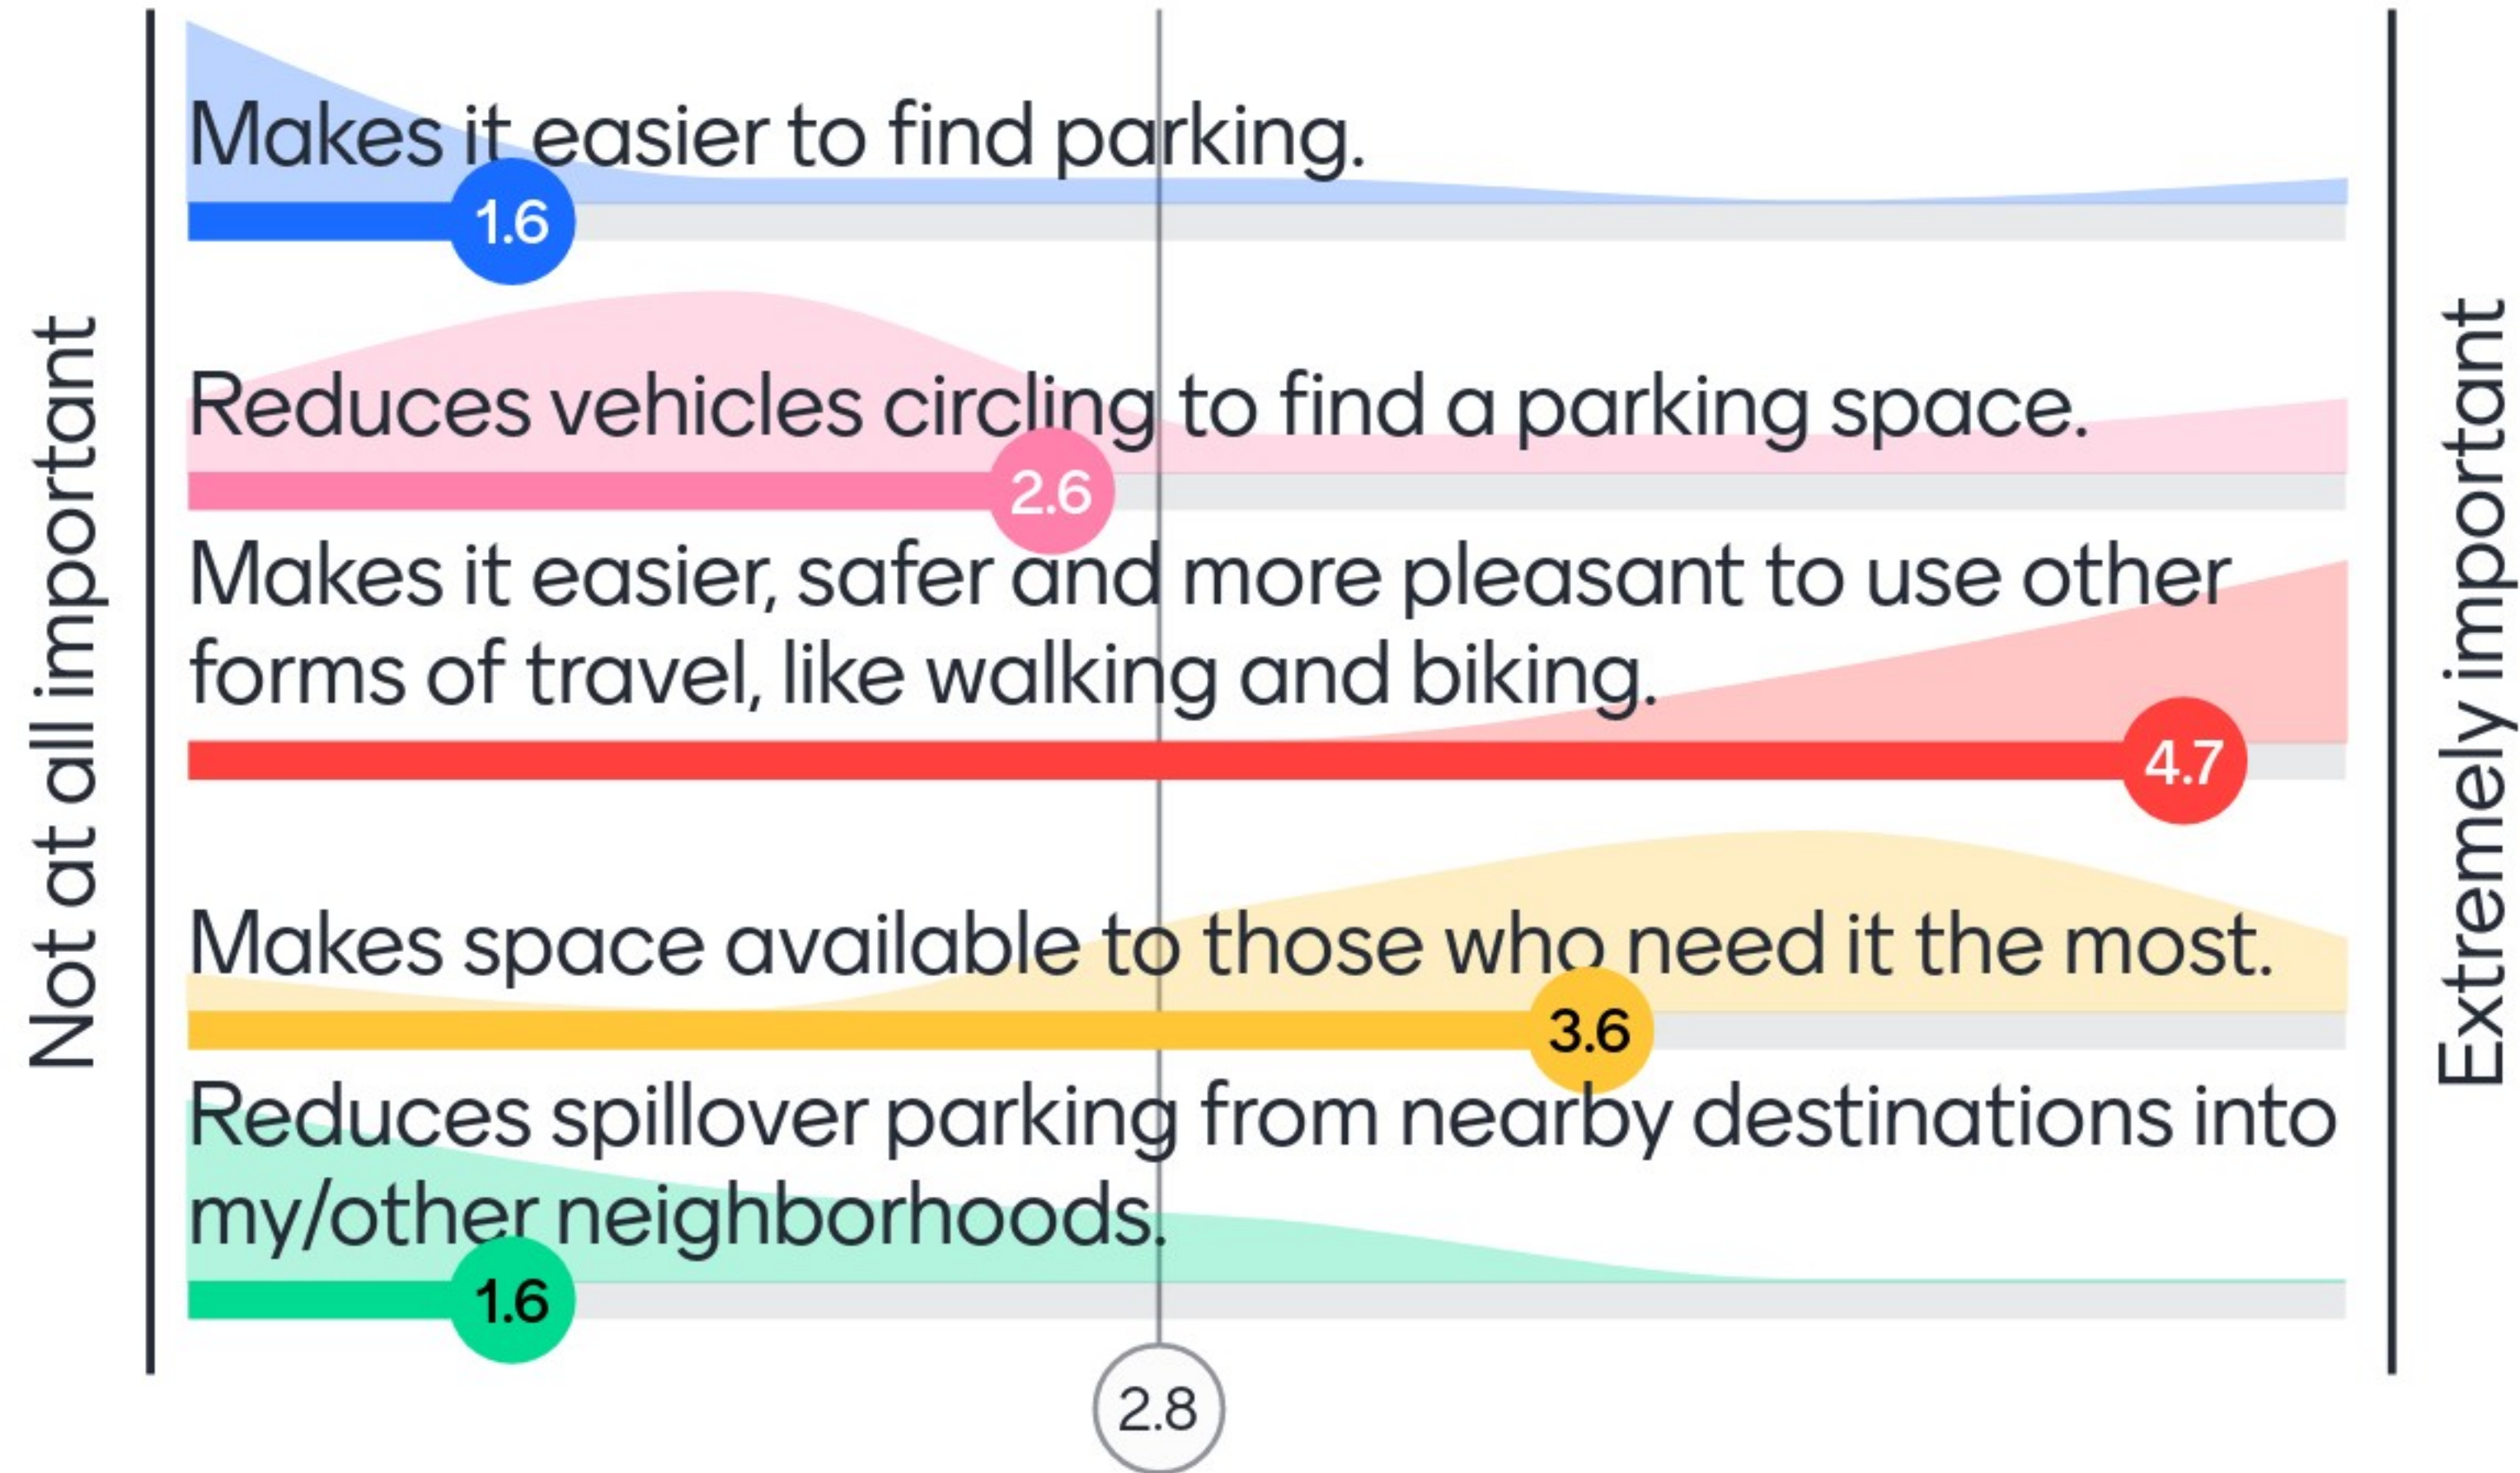 Not at all important
Makes it easier to find parking.
1.6
Reduces vehicles circling to find a parking space.
2.6
Makes it easier, safer and more pleasant to use other
forms of travel, like walking and biking.
4.7
Makes space available to those who need it the most.
3.6
Reduces spillover parking from nearby destinations into
my/other neighborhoods.
1.6
2.8
Extremely important